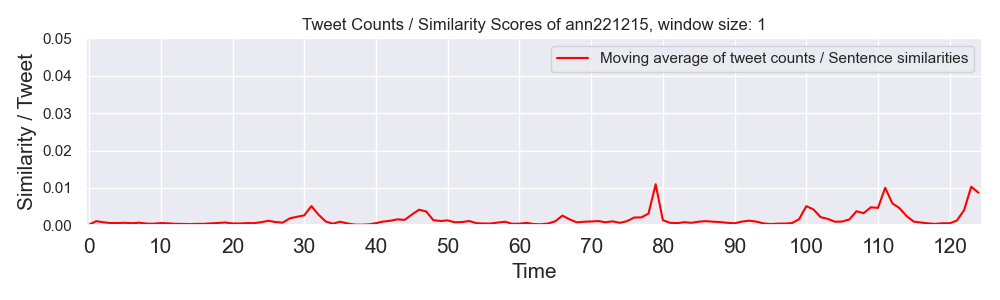 Tweet Counts / Similarity Scores of ann221215, window size: 1
Moving average of tweet counts / Sentence similarities
Similarity / Tweet
0.05
0.04
0.03
0.02
0.01
0.00
0 10 20 30 40 50 60 70 80 90 100 110 120
Time